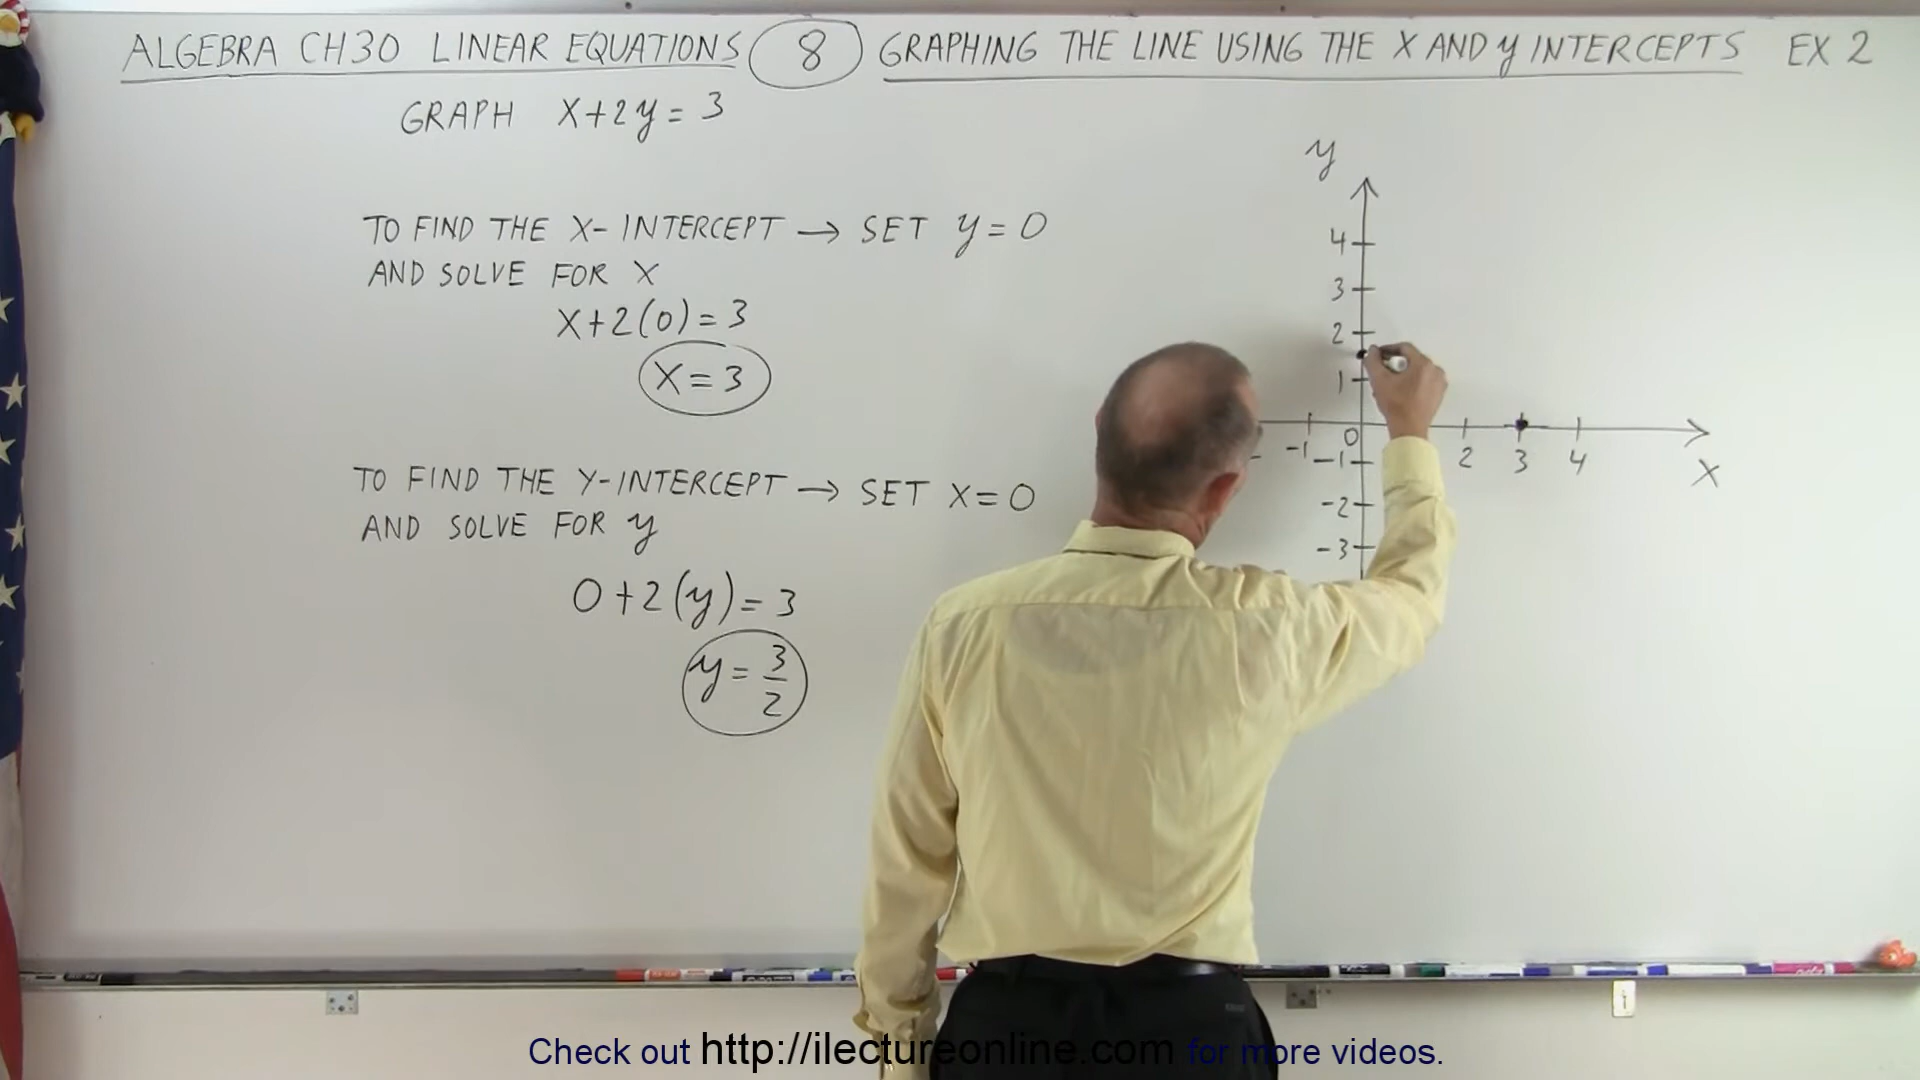 ALGEBRA CH30 LINEAR EQUATIONS 8 GRAPHING THE LINE USING THE X AND y INTERCEPTS EX 2
GRAPH x+2y=3
TO FIND THE X-INTERCEPT → SET y=0
AND SOLVE FOR X
x+2(0)=3
x=3
TO FIND THE Y-INTERCEPT → SET X=0
AND SOLVE FOR y
0+2(y)=3
y=3/2
y
4
3
2
1
-1 0 2 3 4
x
-1
-2
-3
Check out http://ilectureonline.com for more videos.